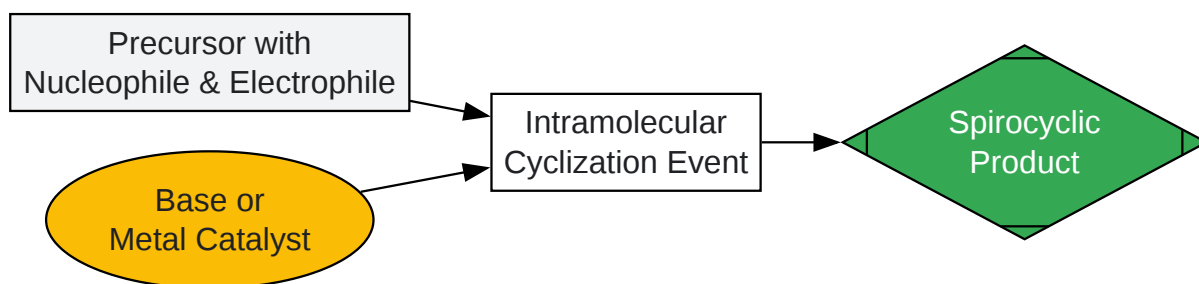 Precursor with
Nucleophile & Electrophile
Base or
Metal Catalyst
Intramolecular
Cyclization Event
Spirocyclic
Product